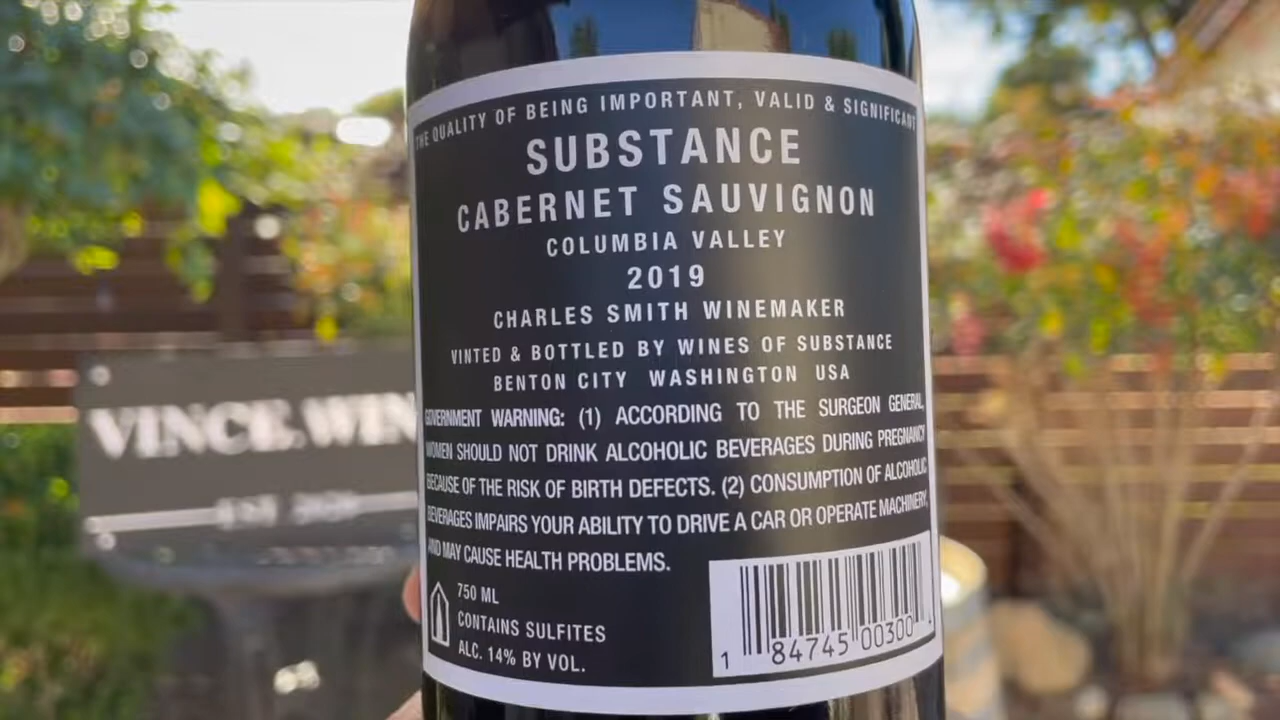 THE QUALITY OF BEING IMPORTANT, VALID & SIGNIFICANT
SUBSTANCE
CABERNET SAUVIGNON
COLUMBIA VALLEY
2019
CHARLES SMITH WINEMAKER
VINTED & BOTTLED BY WINES OF SUBSTANCE
BENTON CITY WASHINGTON USA
GOVERNMENT WARNING: (1) ACCORDING TO THE SURGEON GENERAL,
WOMEN SHOULD NOT DRINK ALCOHOLIC BEVERAGES DURING PREGNANCY
BECAUSE OF THE RISK OF BIRTH DEFECTS. (2) CONSUMPTION OF ALCOHOLIC
BEVERAGES IMPAIRS YOUR ABILITY TO DRIVE A CAR OR OPERATE MACHINERY,
AND MAY CAUSE HEALTH PROBLEMS.
750 ML
CONTAINS SULFITES
ALC. 14% BY VOL.
1 84745 00300
VINCE.WIN